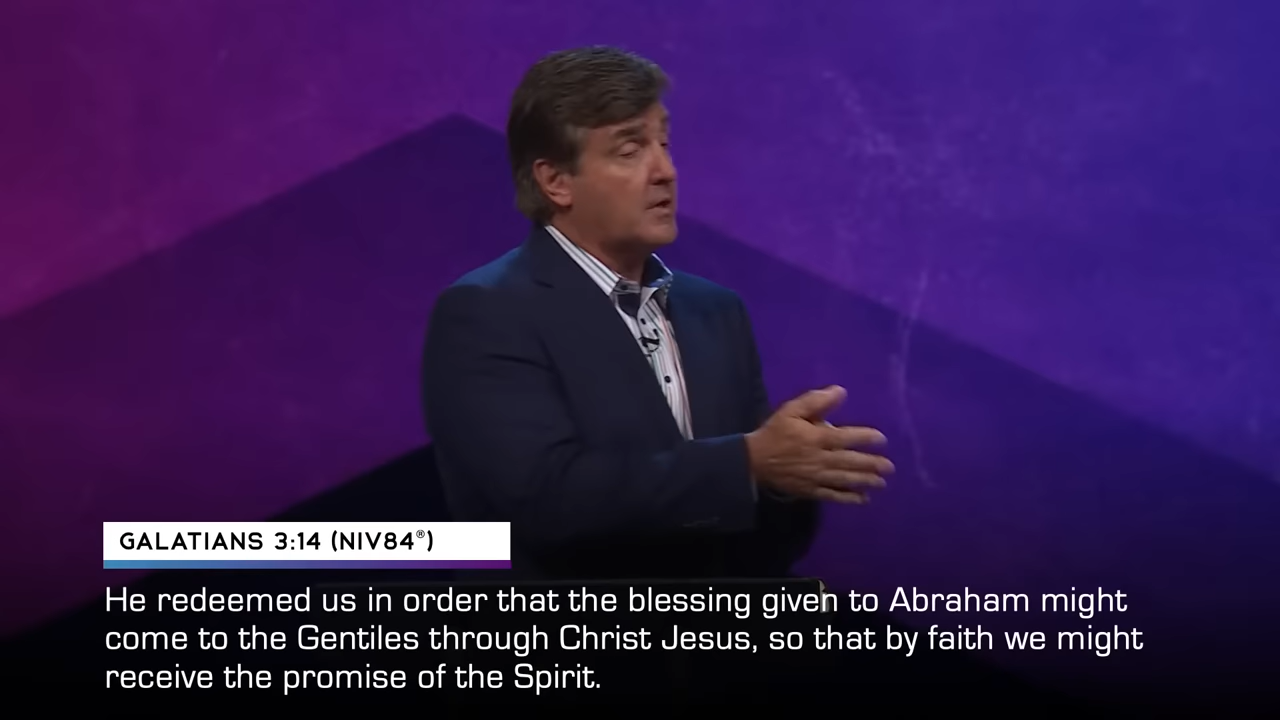 GALATIANS 3:14 (NIV84®)
He redeemed us in order that the blessing given to Abraham might
come to the Gentiles through Christ Jesus, so that by faith we might
receive the promise of the Spirit.